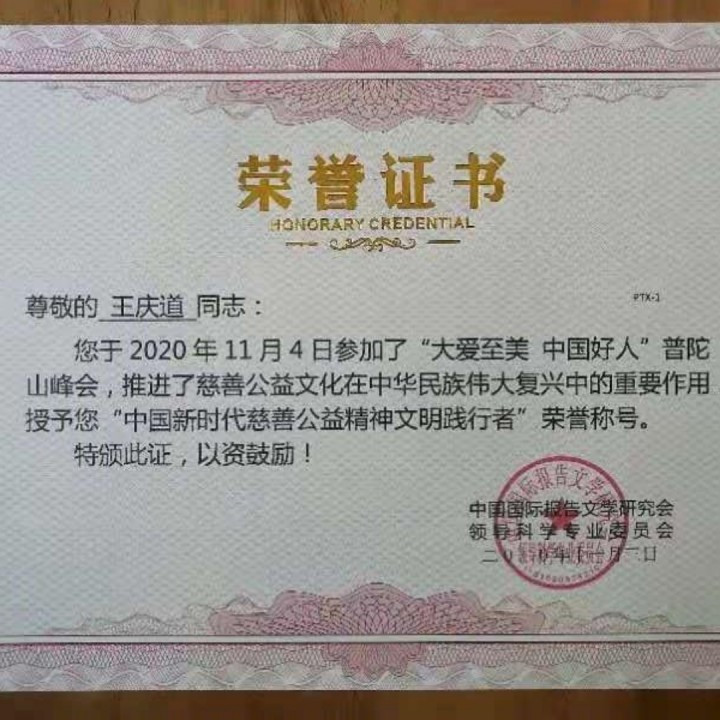 荣誉证书
HONORARY CREDENTIAL
PTX-1
尊敬的 王庆道 同志：
您于 2020 年 11 月 4 日参加了“大爱至美 中国好人”普陀
山峰会，推进了慈善公益文化在中华民族伟大复兴中的重要作用
授予您“中国新时代慈善公益精神文明践行者”荣誉称号。
特颁此证，以资鼓励！
中国国际报告文学研究会
领导科学专业委员会